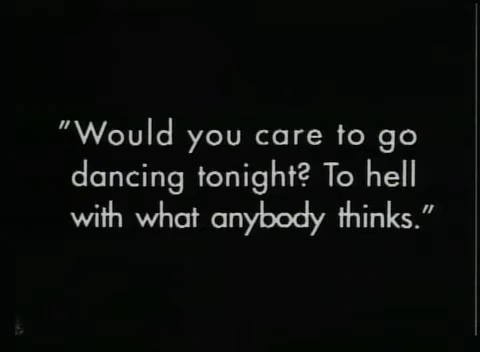 "Would you care to go
dancing tonight? To hell
with what anybody thinks."